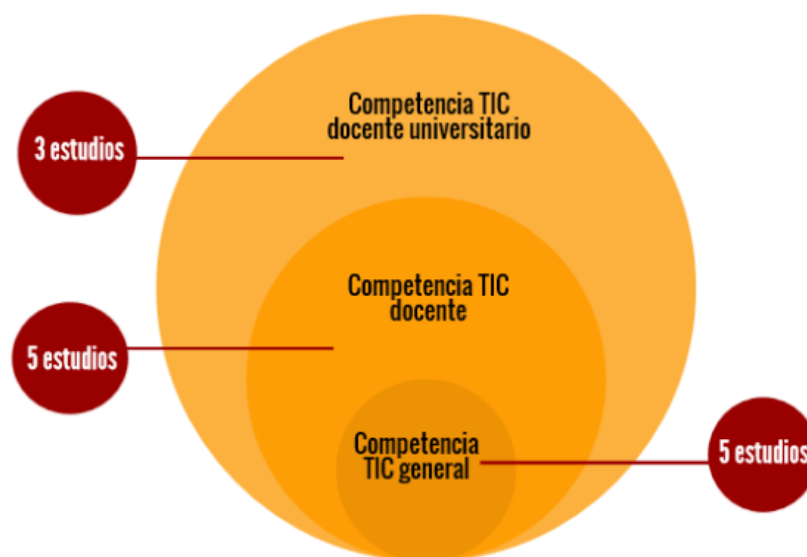 Competencia TIC
docente universitario
3 estudios
Competencia TIC
docente
5 estudios
Competencia
TIC general
5 estudios